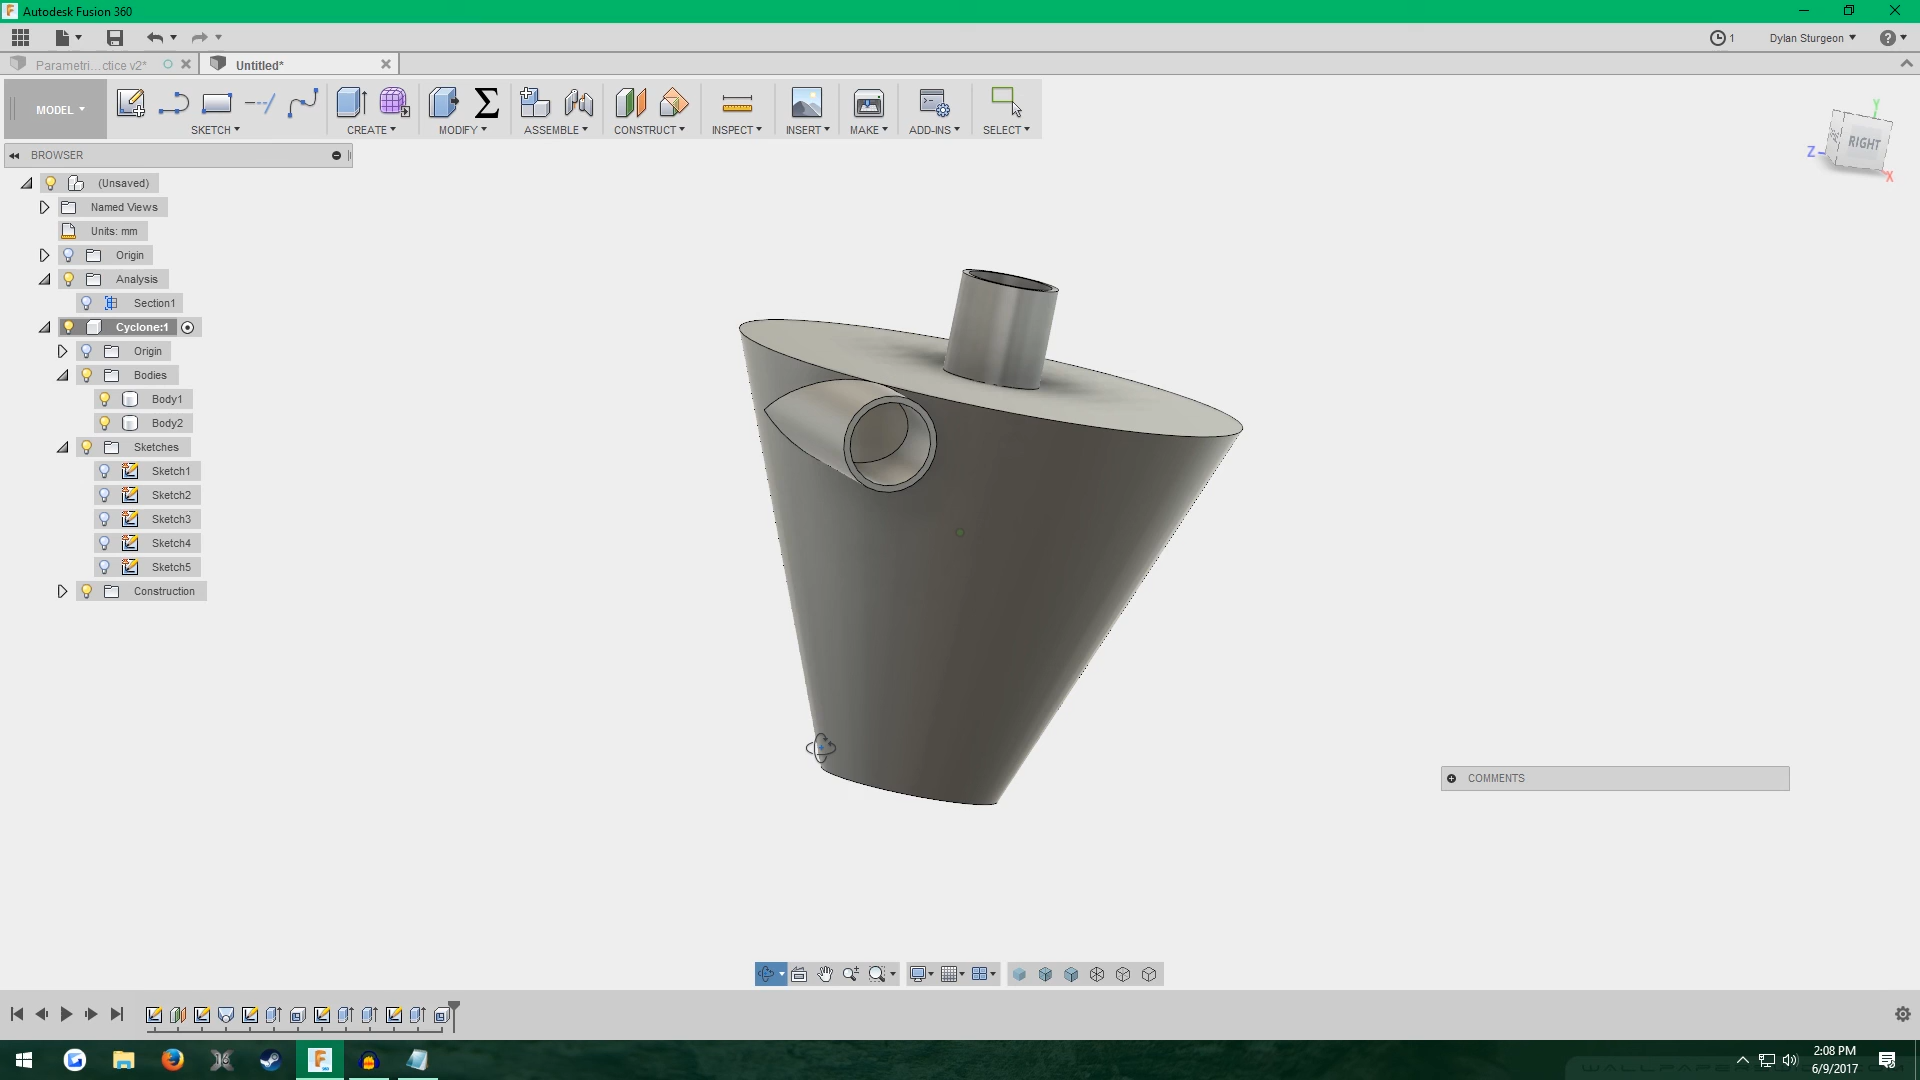 Autodesk Fusion 360
1
Dylan Sturgeon
Parametri...ctice v2*
Untitled*
MODEL
SKETCH
CREATE
MODIFY
ASSEMBLE
CONSTRUCT
INSPECT
INSERT
MAKE
ADD-INS
SELECT
BROWSER
(Unsaved)
Named Views
Units: mm
Origin
Analysis
Section1
Cyclone:1
Origin
Bodies
Body1
Body2
Sketches
Sketch1
Sketch2
Sketch3
Sketch4
Sketch5
Construction
Y
RIGHT
Z
X
COMMENTS
2:08 PM
6/9/2017